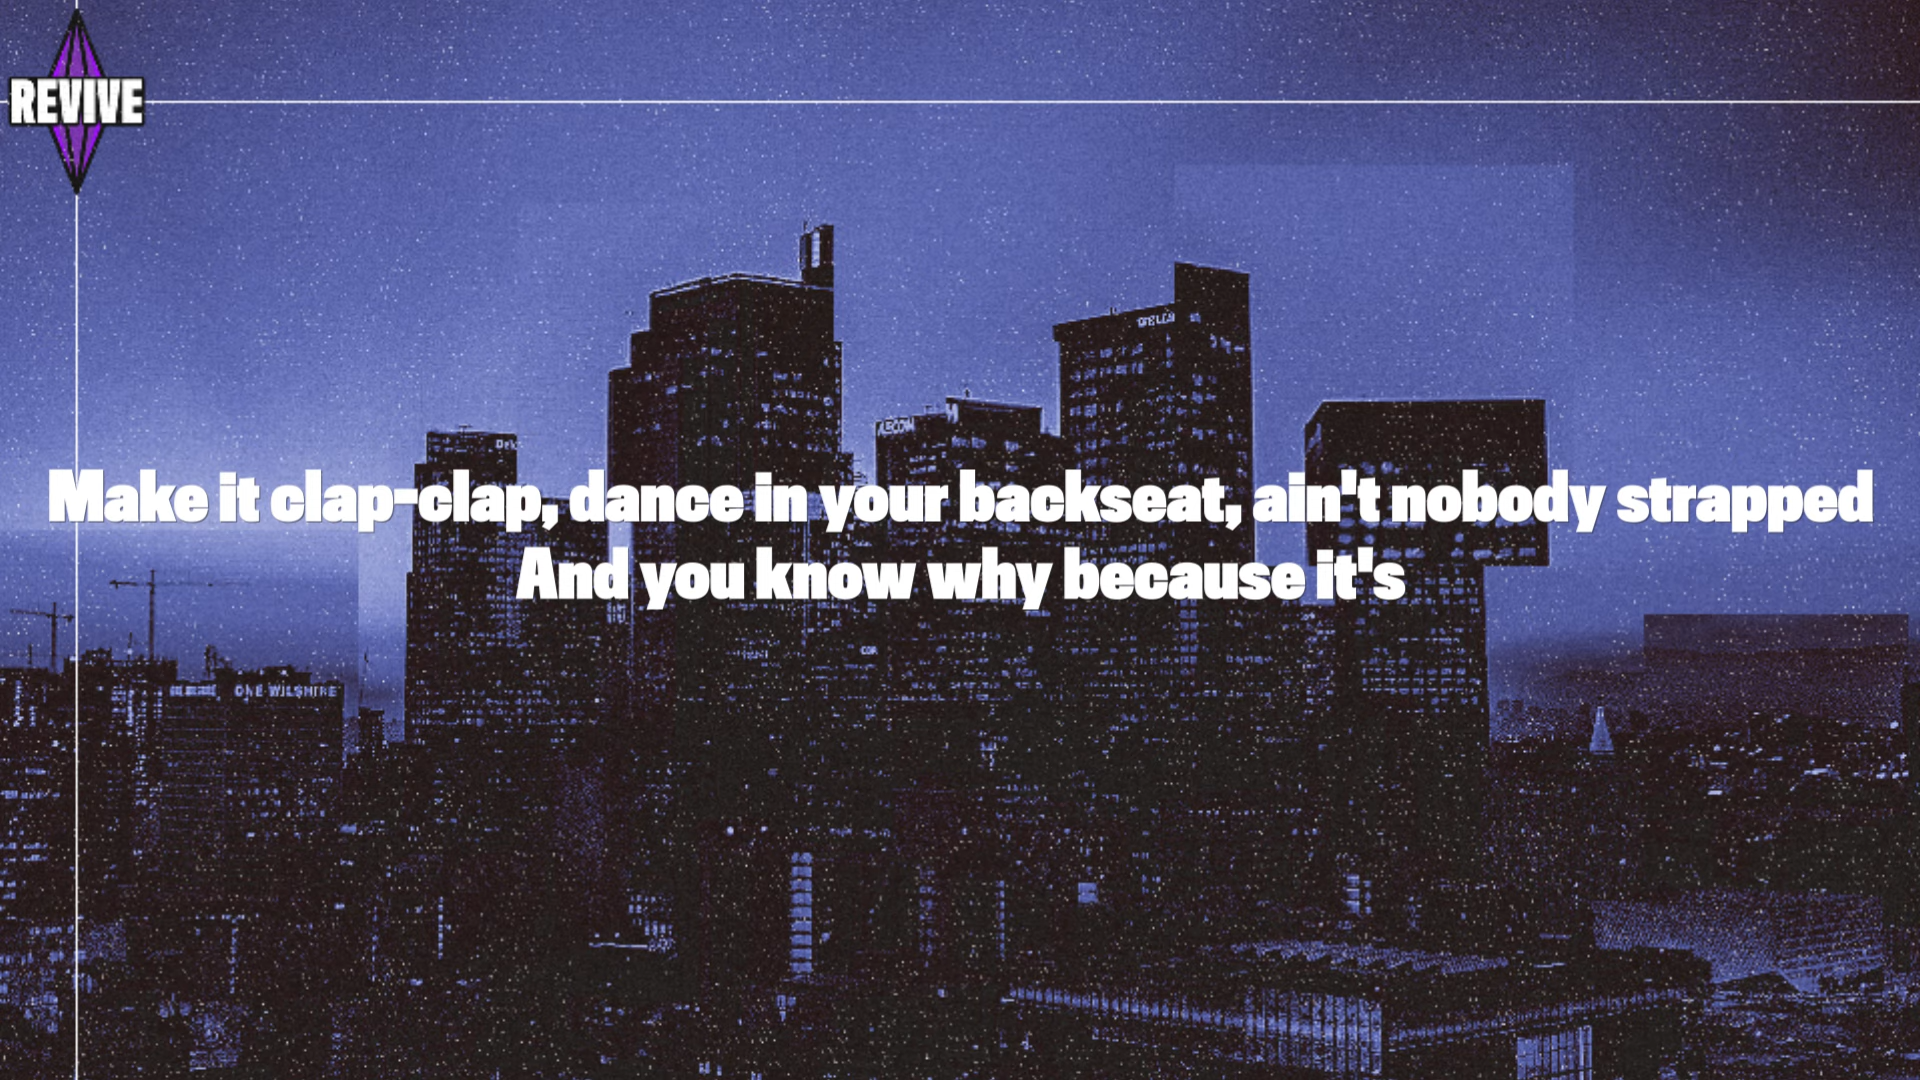 REVIVE
Make it clap-clap, dance in your backseat, ain't nobody strapped
And you know why because it's
ONE WILSHIRE